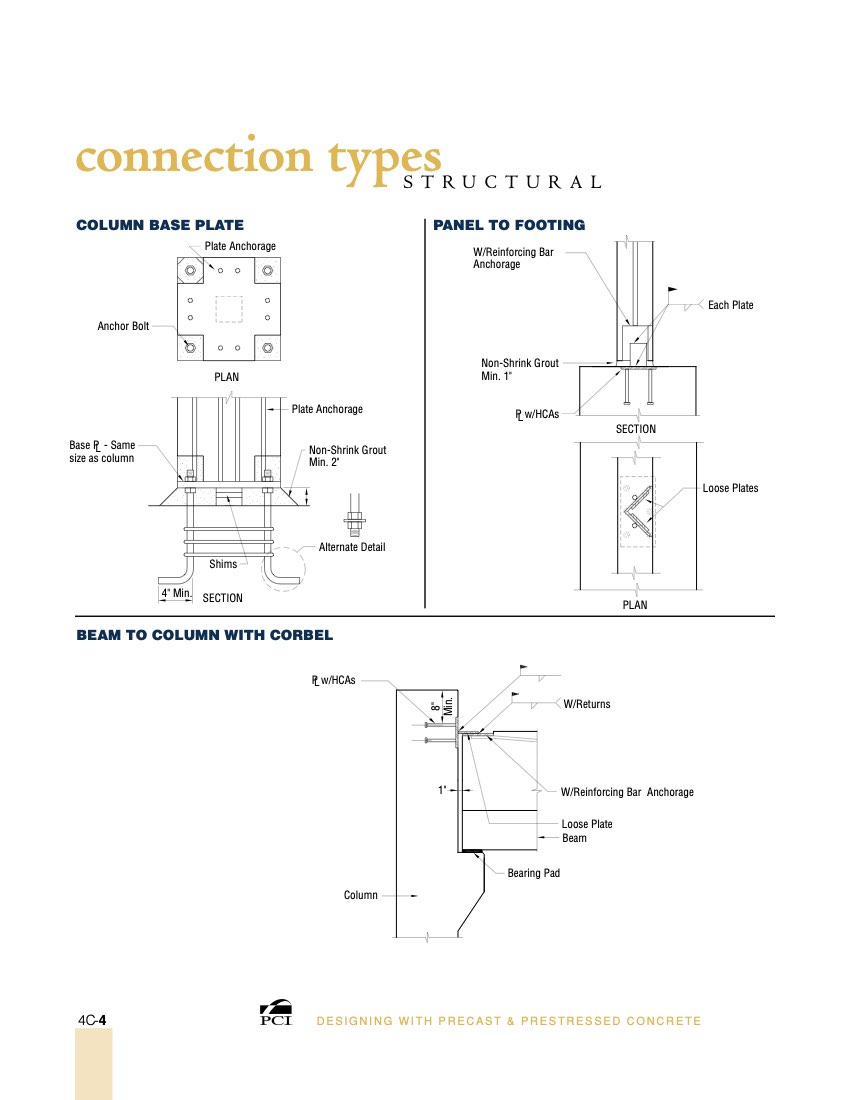 connection types
STRUCTURAL
COLUMN BASE PLATE
Plate Anchorage
Anchor Bolt
PLAN
Plate Anchorage
Base ℄ - Same
size as column
Non-Shrink Grout
Min. 2"
Alternate Detail
Shims
4" Min.
SECTION
PANEL TO FOOTING
W/Reinforcing Bar
Anchorage
Each Plate
Non-Shrink Grout
Min. 1"
PL w/HCAs
SECTION
Loose Plates
PLAN
BEAM TO COLUMN WITH CORBEL
PL w/HCAs
8"
Min.
W/Returns
1"
W/Reinforcing Bar Anchorage
Loose Plate
Beam
Bearing Pad
Column
4C-4
PCI
DESIGNING WITH PRECAST & PRESTRESSED CONCRETE